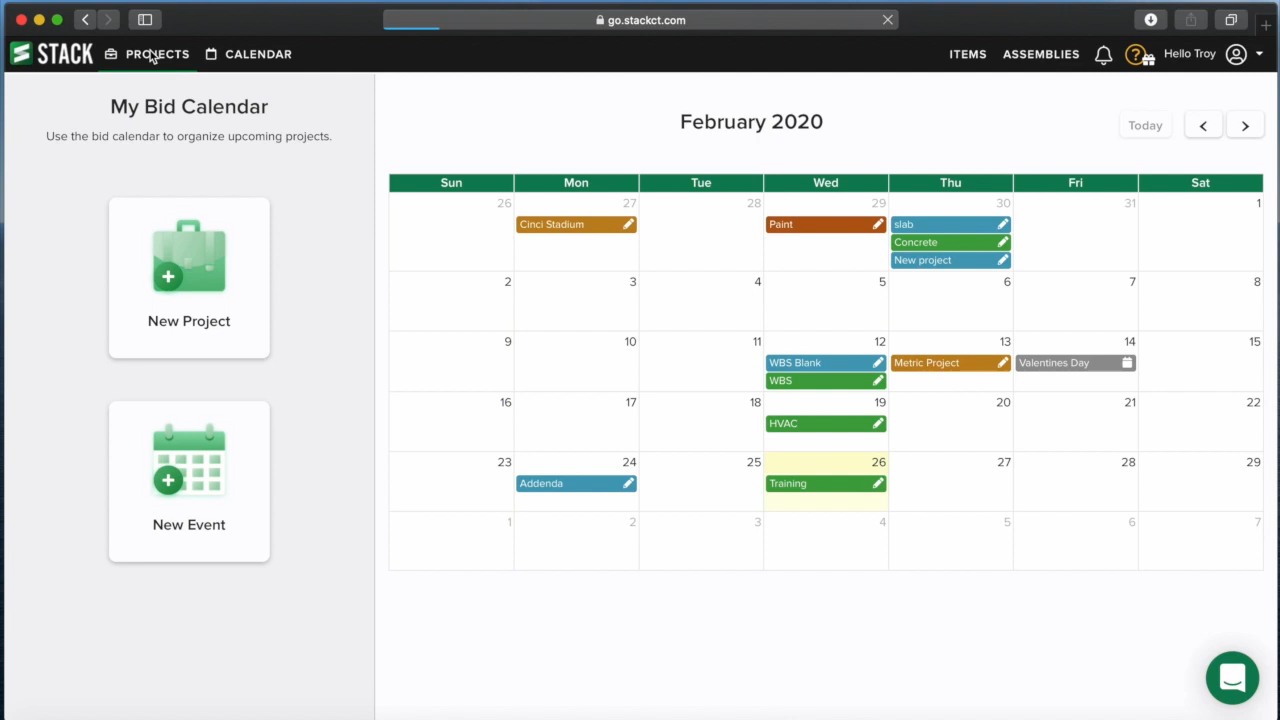 go.stackct.com
STACK PROJECTS CALENDAR ITEMS ASSEMBLIES ? Hello Troy
My Bid Calendar
Use the bid calendar to organize upcoming projects.
New Project
New Event
February 2020
Today
Sun Mon Tue Wed Thu Fri Sat
26 27 28 29 30 31 1
Cinci Stadium Paint slab
Concrete
New project
2 3 4 5 6 7 8
9 10 11 12 13 14 15
WBS Blank Metric Project Valentines Day
WBS
16 17 18 19 20 21 22
HVAC
23 24 25 26 27 28 29
Addenda Training
1 2 3 4 5 6 7